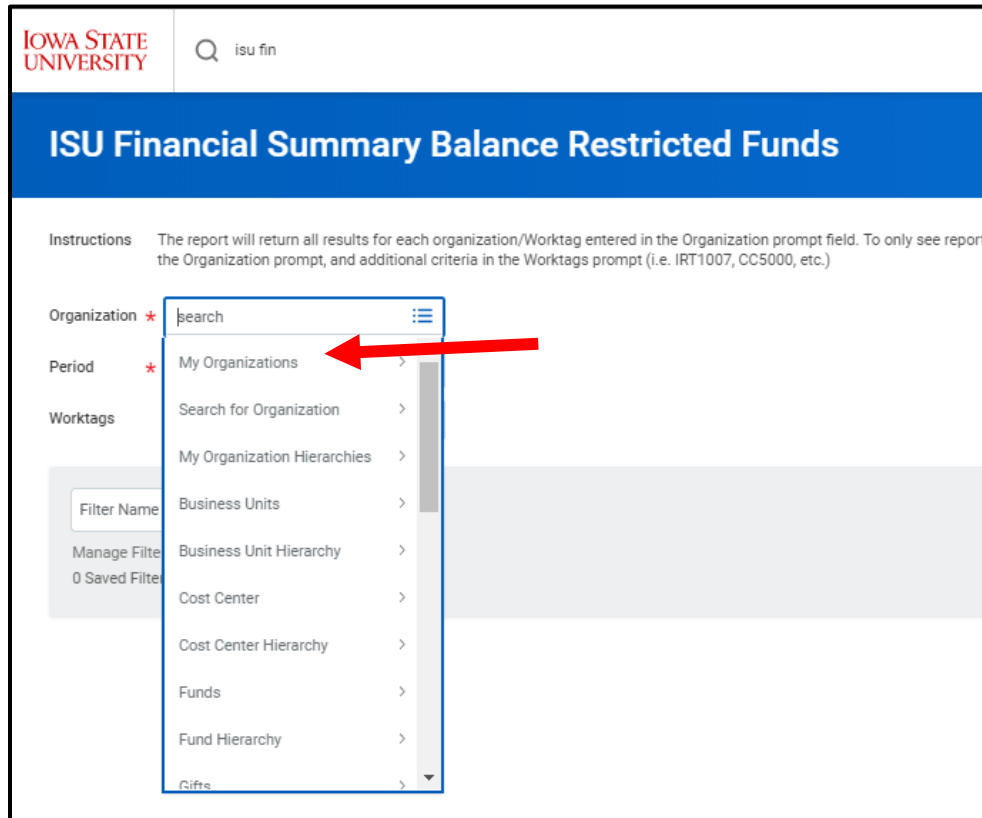 IOWA STATE
UNIVERSITY
isu fin
ISU Financial Summary Balance Restricted Funds
Instructions The report will return all results for each organization/Worktag entered in the Organization prompt field. To only see report
the Organization prompt, and additional criteria in the Worktags prompt (i.e. IRT1007, CC5000, etc.)
Organization * search
Period *
My Organizations
Worktags
Search for Organization
My Organization Hierarchies
Filter Name
Business Units
Manage Filte
Business Unit Hierarchy
0 Saved Filter
Cost Center
Cost Center Hierarchy
Funds
Fund Hierarchy
Gifts